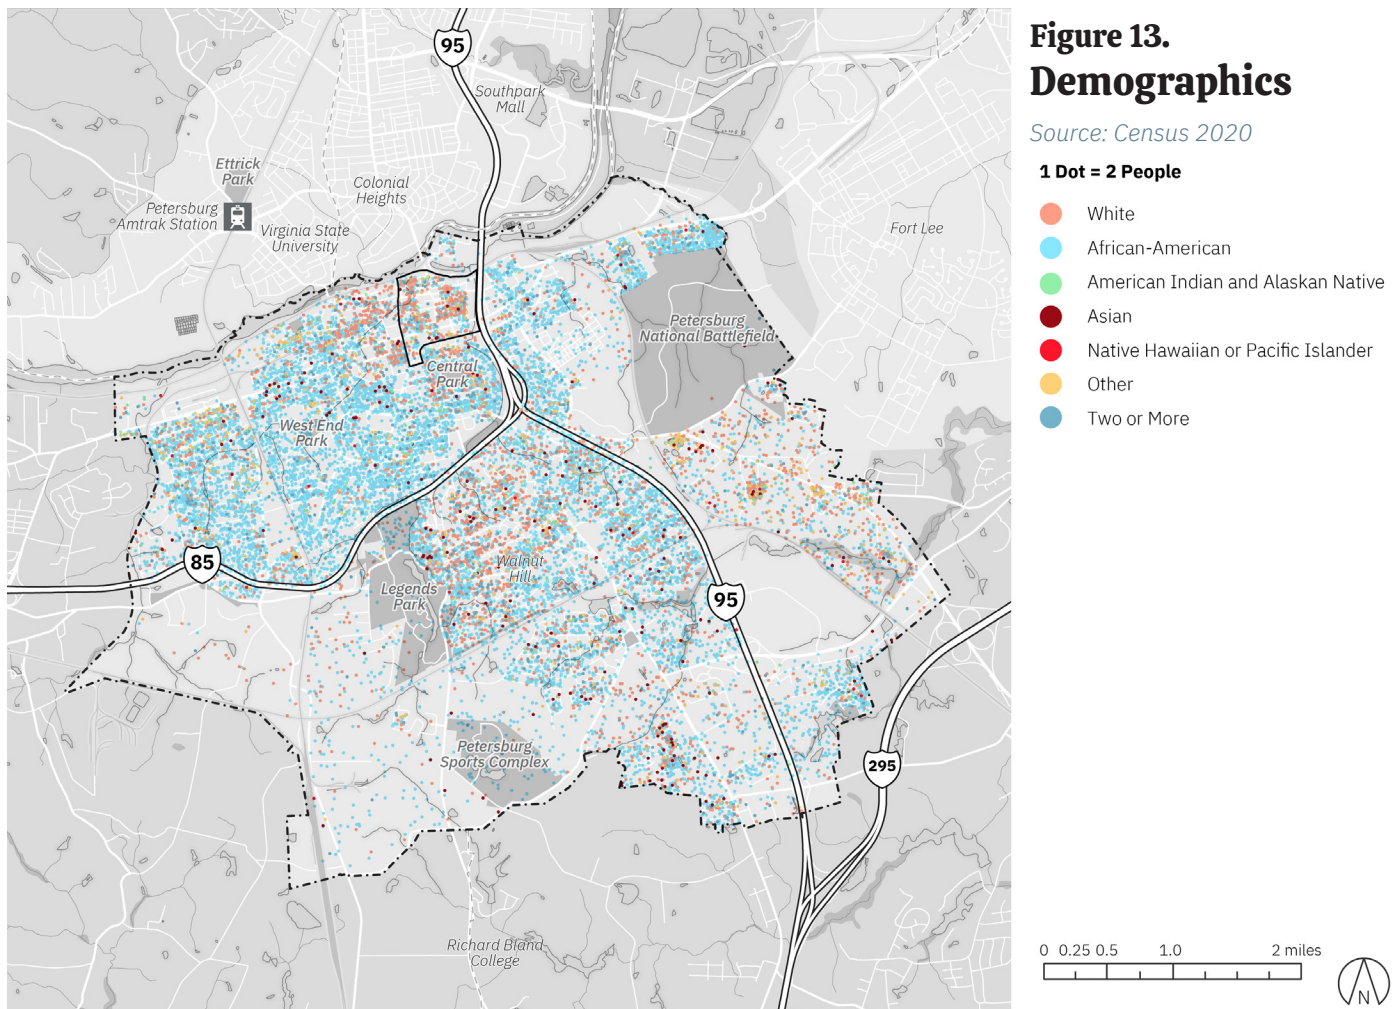 Figure 13.
Demographics
Source: Census 2020
1 Dot = 2 People
White
African-American
American Indian and Alaskan Native
Asian
Native Hawaiian or Pacific Islander
Other
Two or More
95
Southpark
Mall
Ettrick
Park
Colonial
Heights
Petersburg
Amtrak Station
Virginia State
University
Fort Lee
Petersburg
National Battlefield
Central
Park
West End
Park
85
Walnut
Hill
Legends
Park
95
Petersburg
Sports Complex
295
Richard Bland
College
0 0.25 0.5 1.0 2 miles
N